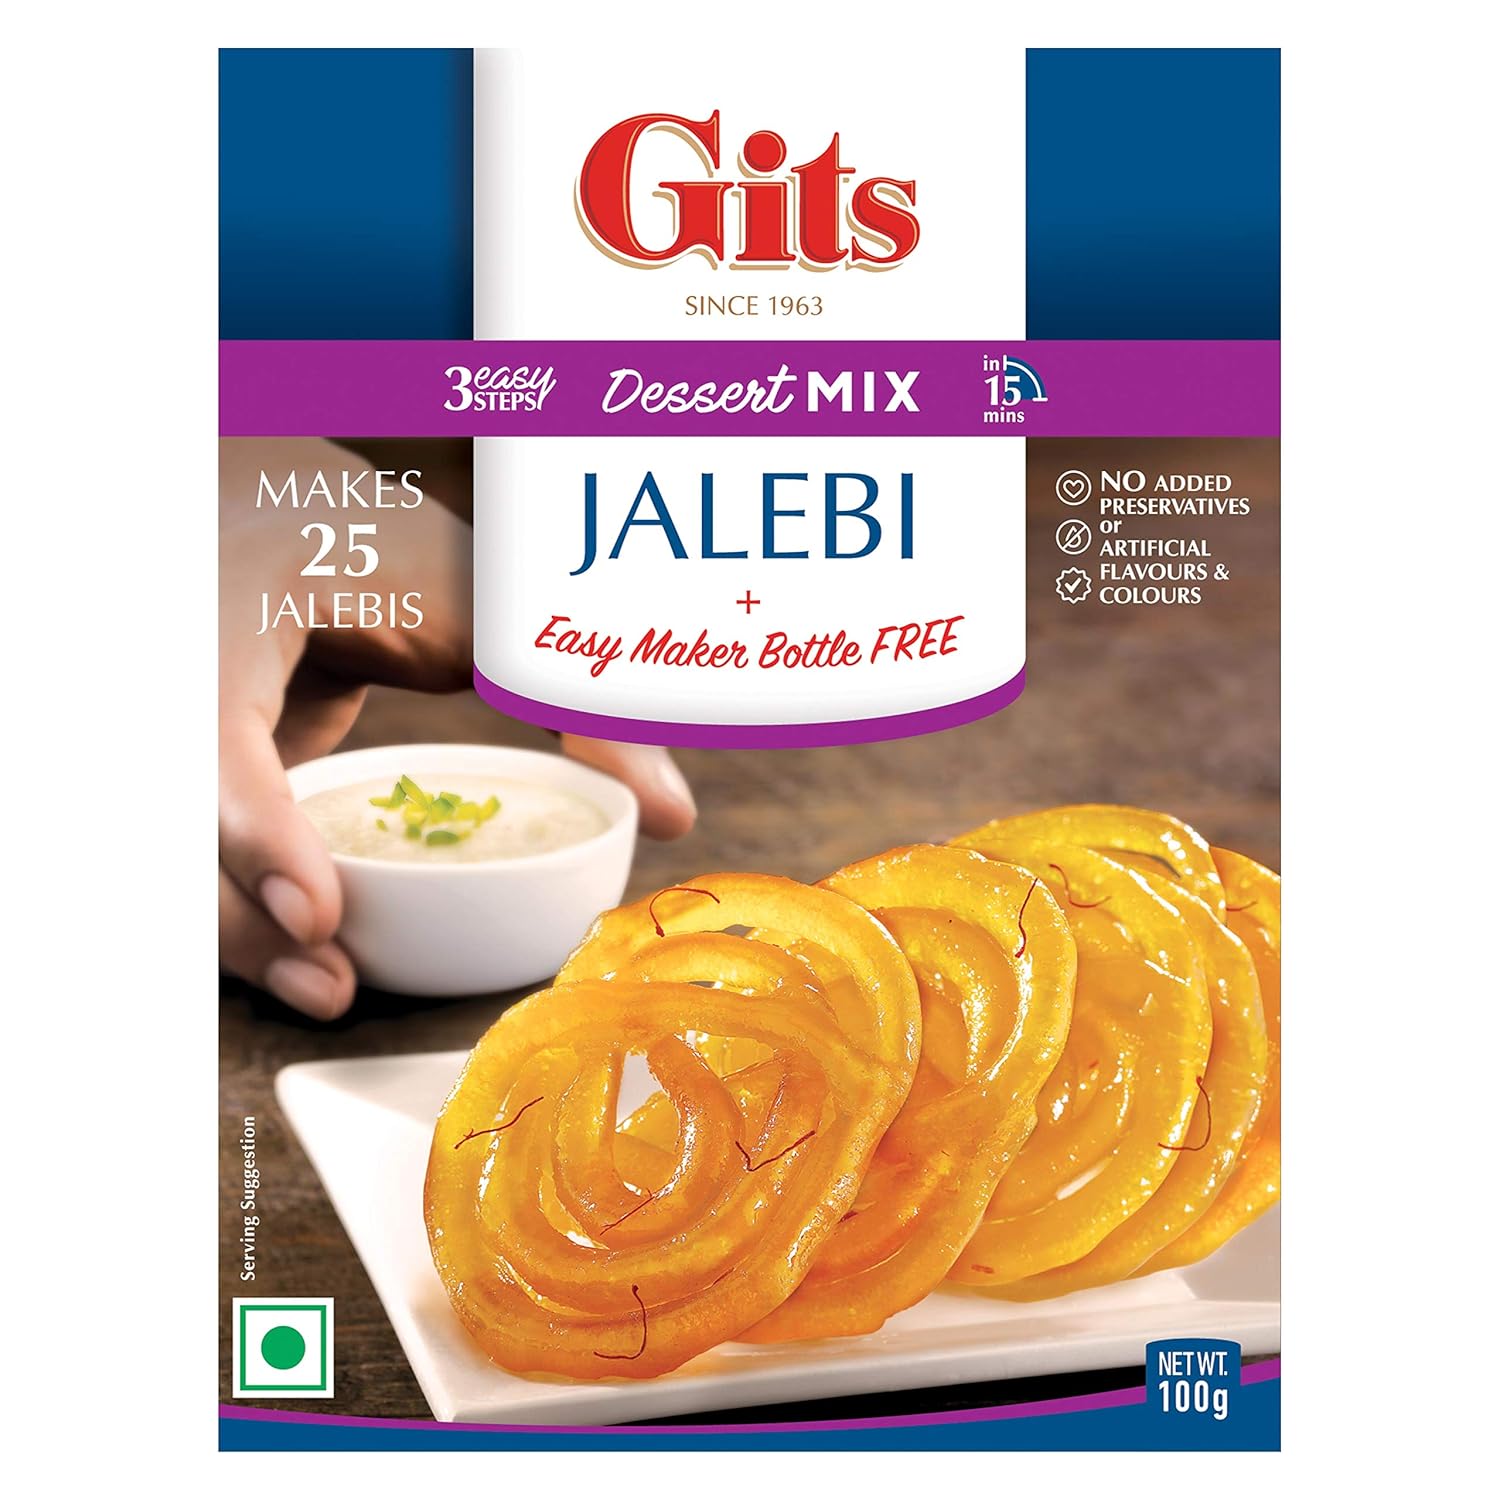 Gits
SINCE 1963
3 easy
STEPS
Dessert MIX
in
15
mins
MAKES
25
JALEBIS
JALEBI
+
Easy Maker Bottle FREE
NO ADDED
PRESERVATIVES
or
ARTIFICIAL
FLAVOURS &
COLOURS
Serving Suggestion
NET WT.
100g